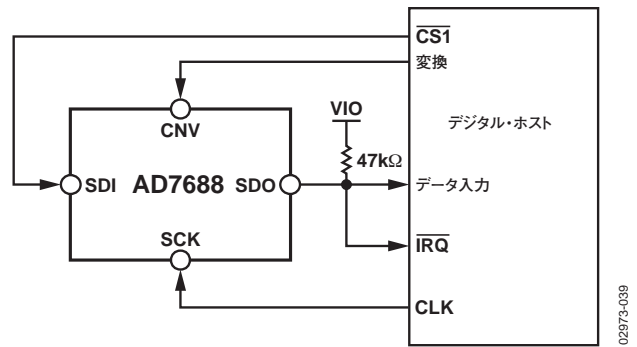 CS1
変換
VIO
デジタル・ホスト
CNV
47kΩ
SDI AD7688 SDO
データ入力
SCK
IRQ
CLK
02973-039